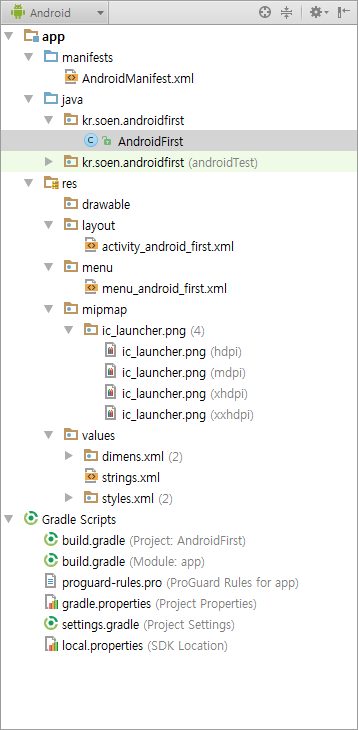 Android
app
manifests
AndroidManifest.xml
java
kr.soen.androidfirst
C AndroidFirst
kr.soen.androidfirst (androidTest)
res
drawable
layout
activity_android_first.xml
menu
menu_android_first.xml
mipmap
ic_launcher.png (4)
ic_launcher.png (hdpi)
ic_launcher.png (mdpi)
ic_launcher.png (xhdpi)
ic_launcher.png (xxhdpi)
values
dimens.xml (2)
strings.xml
styles.xml (2)
Gradle Scripts
build.gradle (Project: AndroidFirst)
build.gradle (Module: app)
proguard-rules.pro (ProGuard Rules for app)
gradle.properties (Project Properties)
settings.gradle (Project Settings)
local.properties (SDK Location)